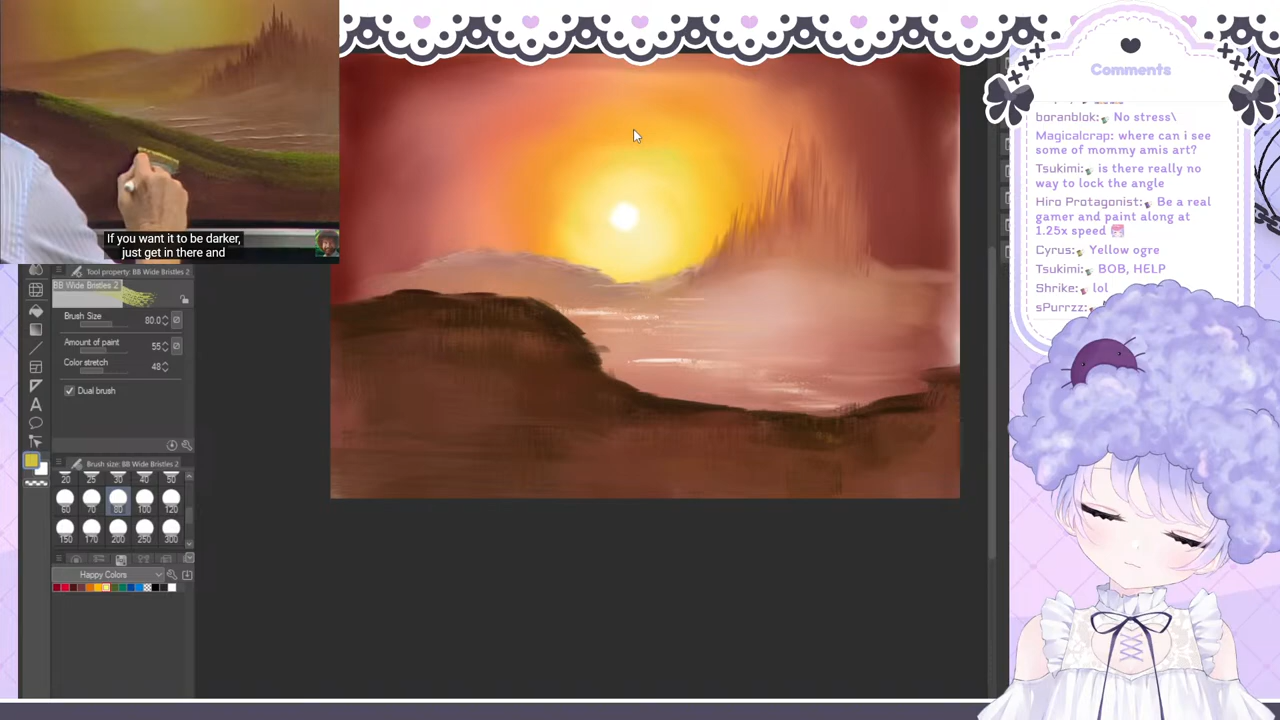 If you want it to be darker,
just get in there and
Tool property: BB Wide Bristles 2
BB Wide Bristles 2
Brush Size 80.0
Amount of paint 55
Color stretch 48
Dual brush
Brush size: BB Wide Bristles 2
20 25 30 40 50
60 70 80 100 120
150 170 200 250 300
Happy Colors
Comments
boranblok: No stress\
Magicalcrap: where can i see
some of mommy amis art?
Tsukimi: is there really no
way to lock the angle
Hiro Protagonist: Be a real
gamer and paint along at
1.25x speed
Cyrus: Yellow ogre
Tsukimi: BOB, HELP
Shrike: lol
sPurrzz: